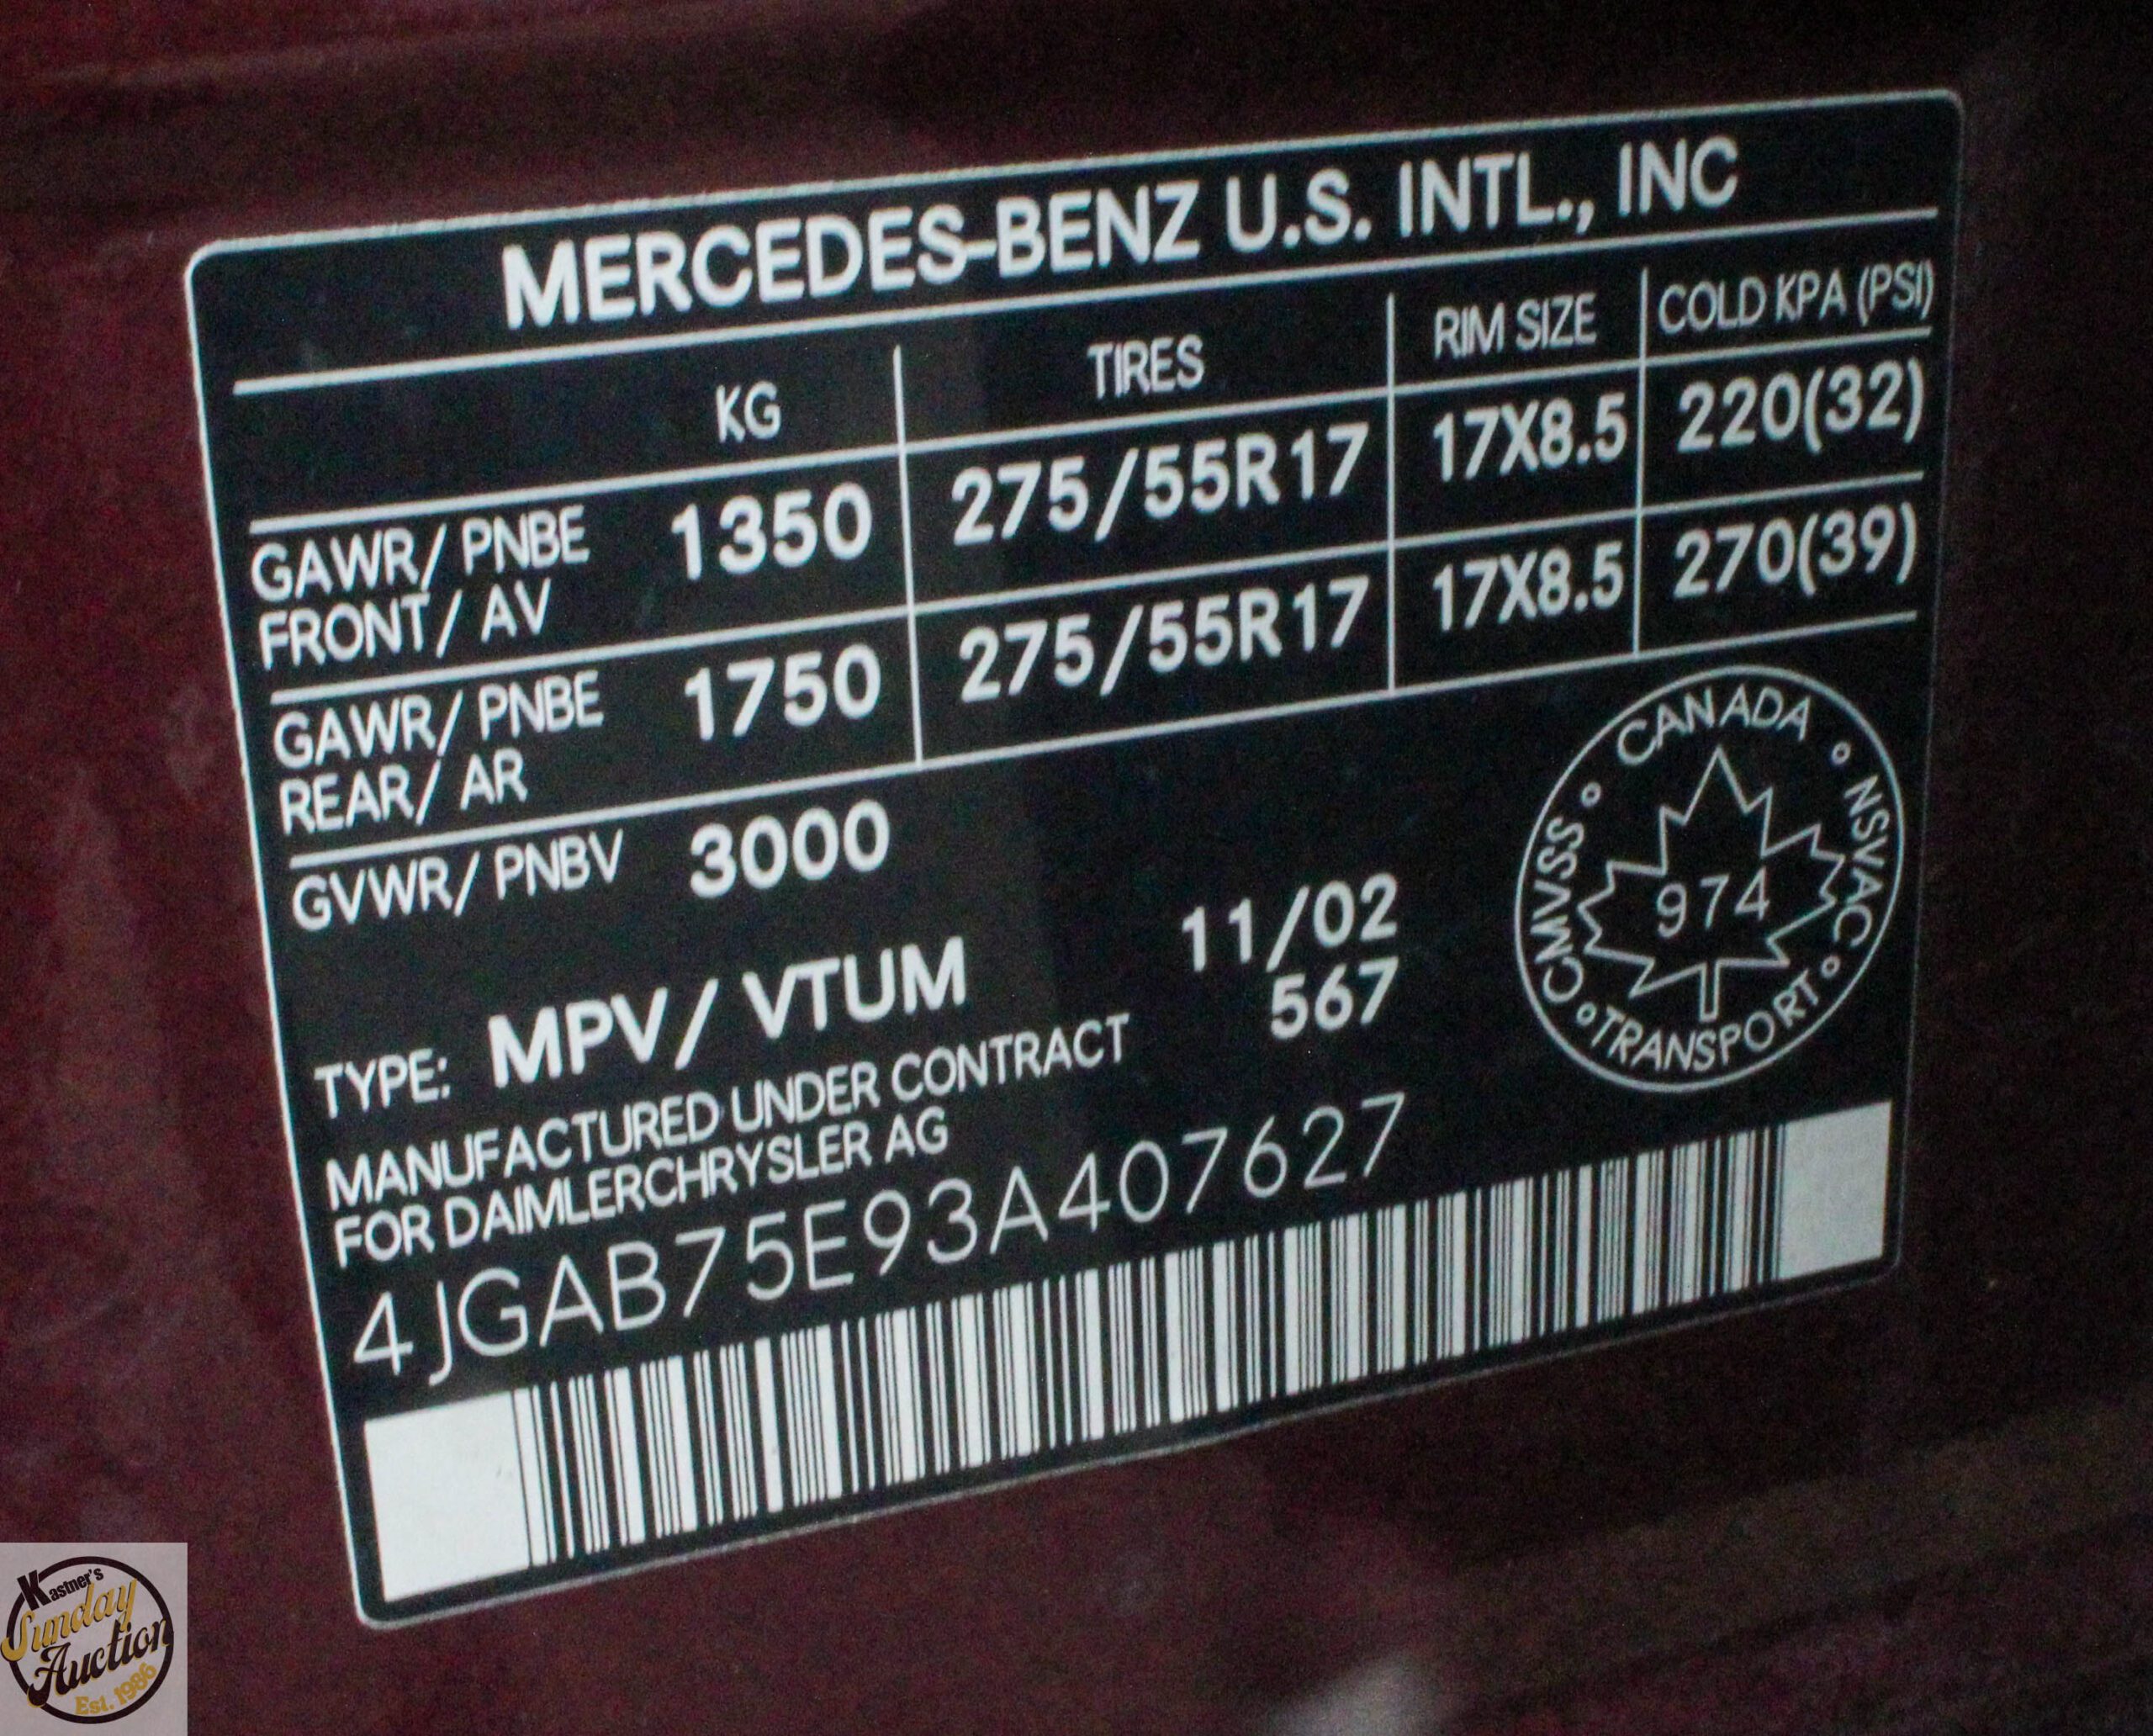 MERCEDES-BENZ U.S. INTL., INC
KG TIRES RIM SIZE COLD KPA (PSI)
GAWR/ PNBE 1350 275/55R17 17X8.5 220(32)
FRONT/ AV
GAWR/ PNBE 1750 275/55R17 17X8.5 270(39)
REAR/ AR
GVWR/ PNBV 3000
TYPE: MPV/ VTUM 11/02
MANUFACTURED UNDER CONTRACT 567
FOR DAIMLERCHRYSLER AG
4JGAB75E93A407627
CANADA
NSVAC
TRANSPORT
CMVSS
974
Kastner's
Sunday
Auction
Est. 1986